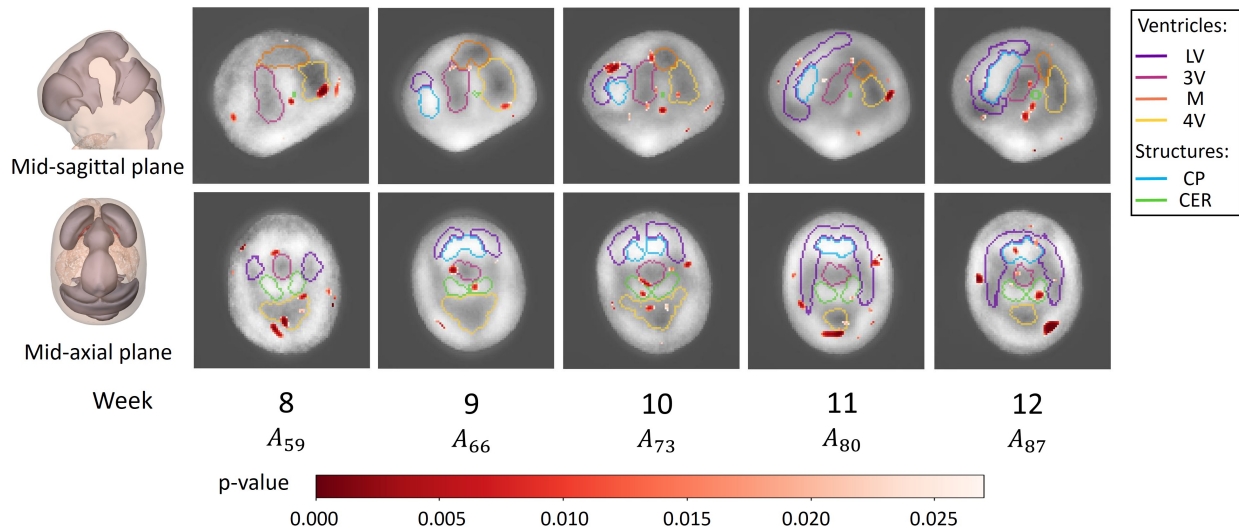 Ventricles:
LV
3V
M
4V
Structures:
CP
CER
Mid-sagittal plane
Mid-axial plane
Week 8 9 10 11 12
A₅₉ A₆₆ A₇₃ A₈₀ A₈₇
p-value
0.000 0.005 0.010 0.015 0.020 0.025